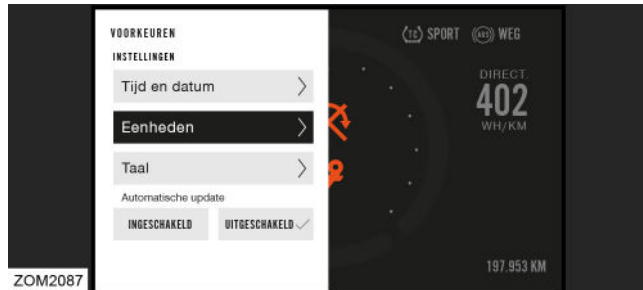 VOORKEUREN
INSTELLINGEN
Tijd en datum
Eenheden
Taal
Automatische update
INGESCHAKELD UITGESCHAKELD
(TC) SPORT (ABS) WEG
DIRECT.
402
WH/KM
197.953 KM
ZOM2087